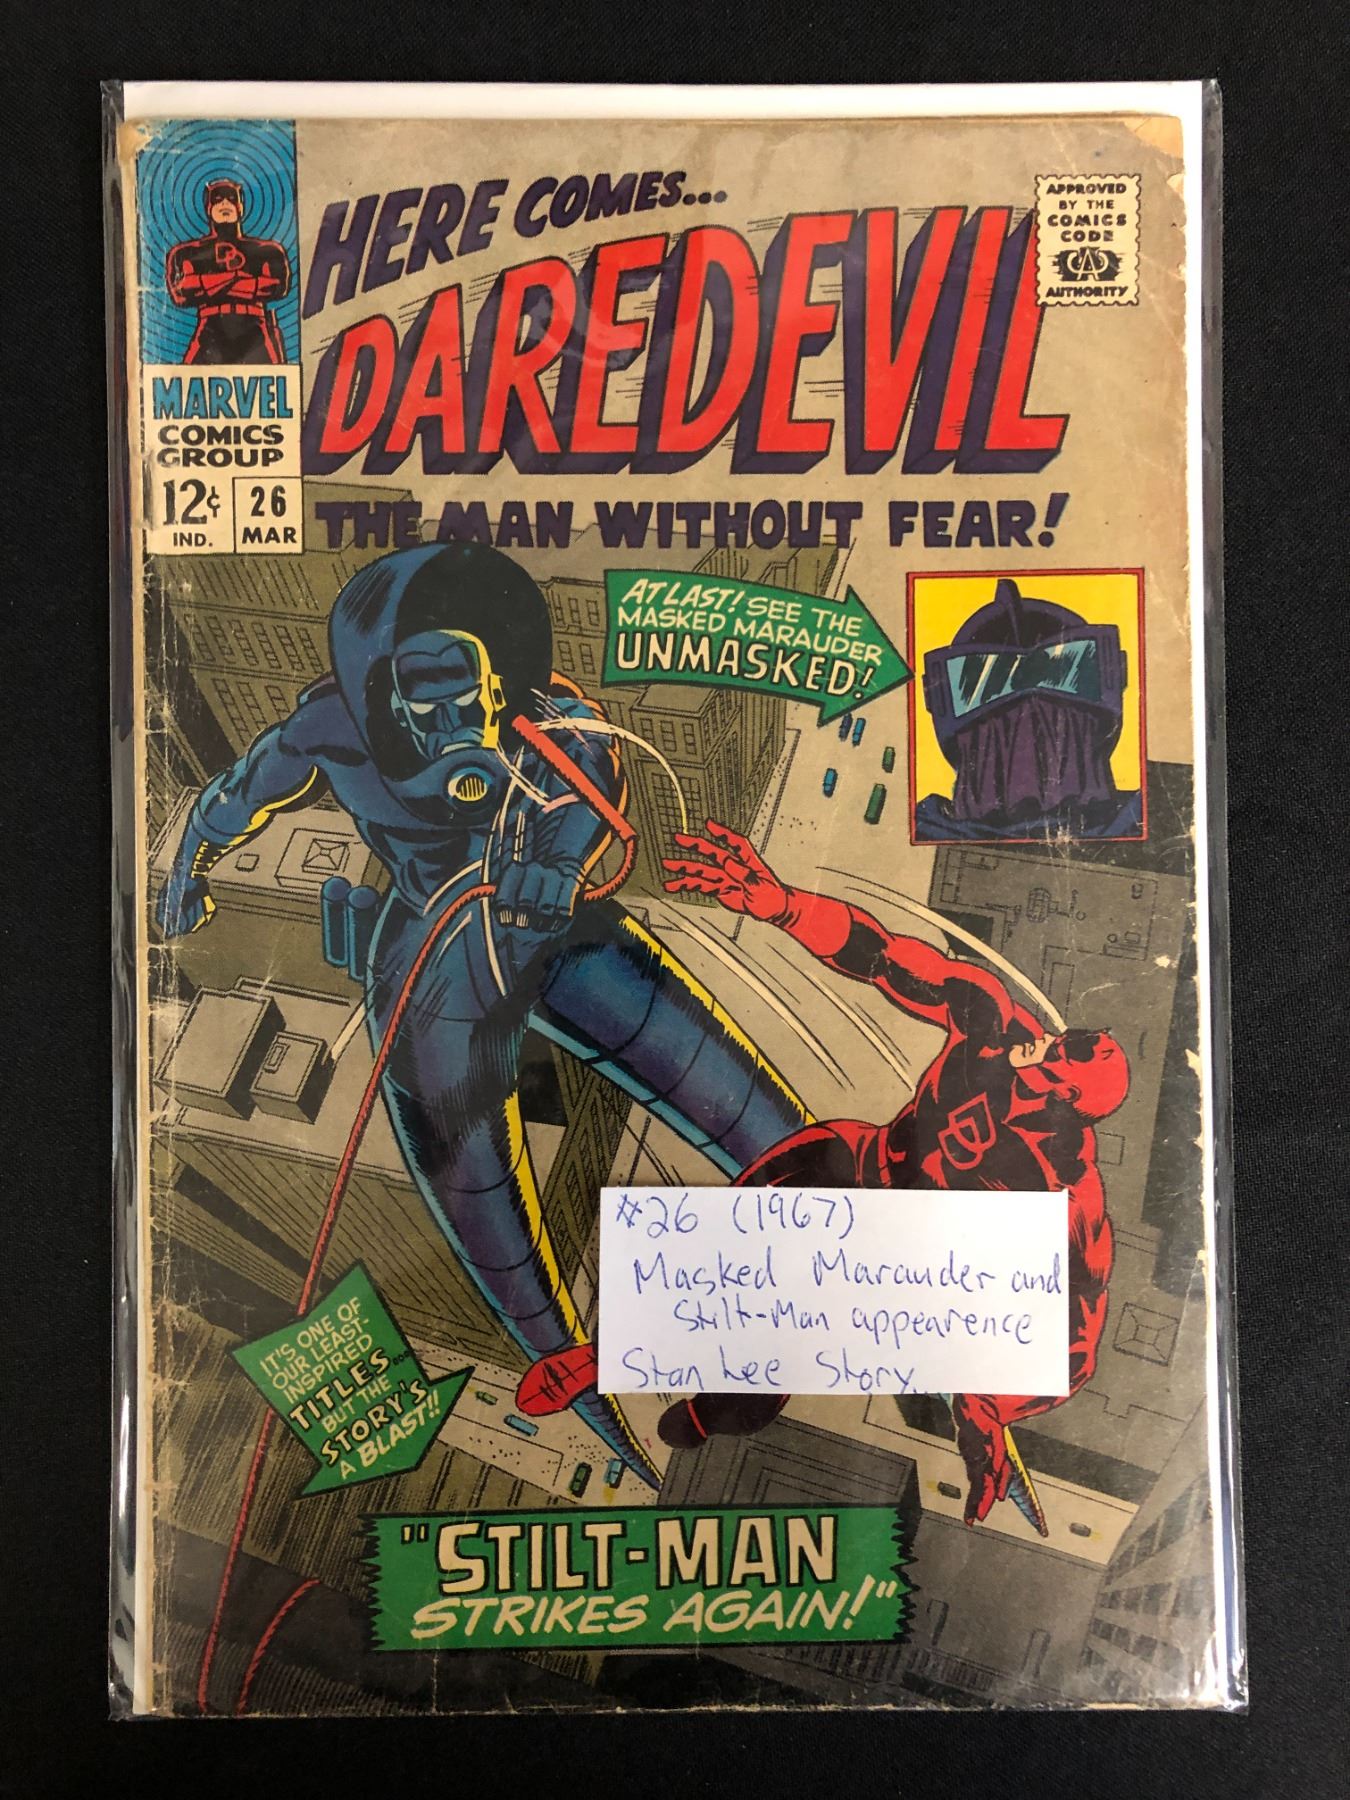 HERE COMES...
DAREDEVIL
THE MAN WITHOUT FEAR!
APPROVED
BY THE
COMICS
CODE
CA
AUTHORITY
DD
MARVEL
COMICS
GROUP
12¢
IND.
26
MAR
AT LAST! SEE THE
MASKED MARAUDER
UNMASKED!
DD
#26 (1967)
Masked Marauder and
Stilt-Man appearence
Stan Lee Story..
IT'S ONE OF
OUR LEAST-
INSPIRED
TITLES...
BUT THE
STORY'S
A BLAST!!
"STILT-MAN
STRIKES AGAIN!"